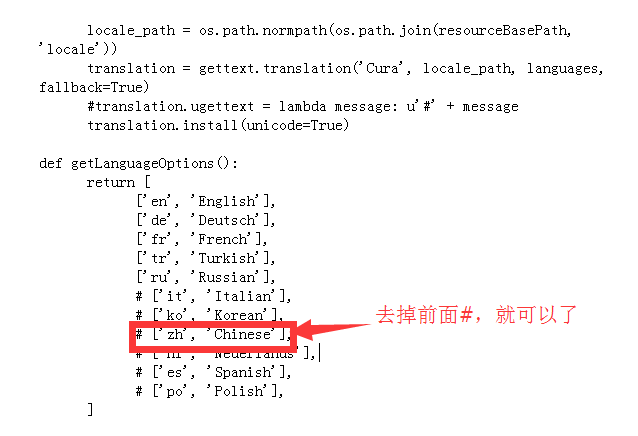 locale_path = os.path.normpath(os.path.join(resourceBasePath,
'locale'))
translation = gettext.translation('Cura', locale_path, languages,
fallback=True)
#translation.ugettext = lambda message: u'#' + message
translation.install(unicode=True)
def getLanguageOptions():
return [
['en', 'English'],
['de', 'Deutsch'],
['fr', 'French'],
['tr', 'Turkish'],
['ru', 'Russian'],
# ['it', 'Italian'],
# ['ko', 'Korean'],
# ['zh', 'Chinese'],
去掉前面#，就可以了
# ['nl', 'Nederlands'],
# ['es', 'Spanish'],
# ['po', 'Polish'],
]